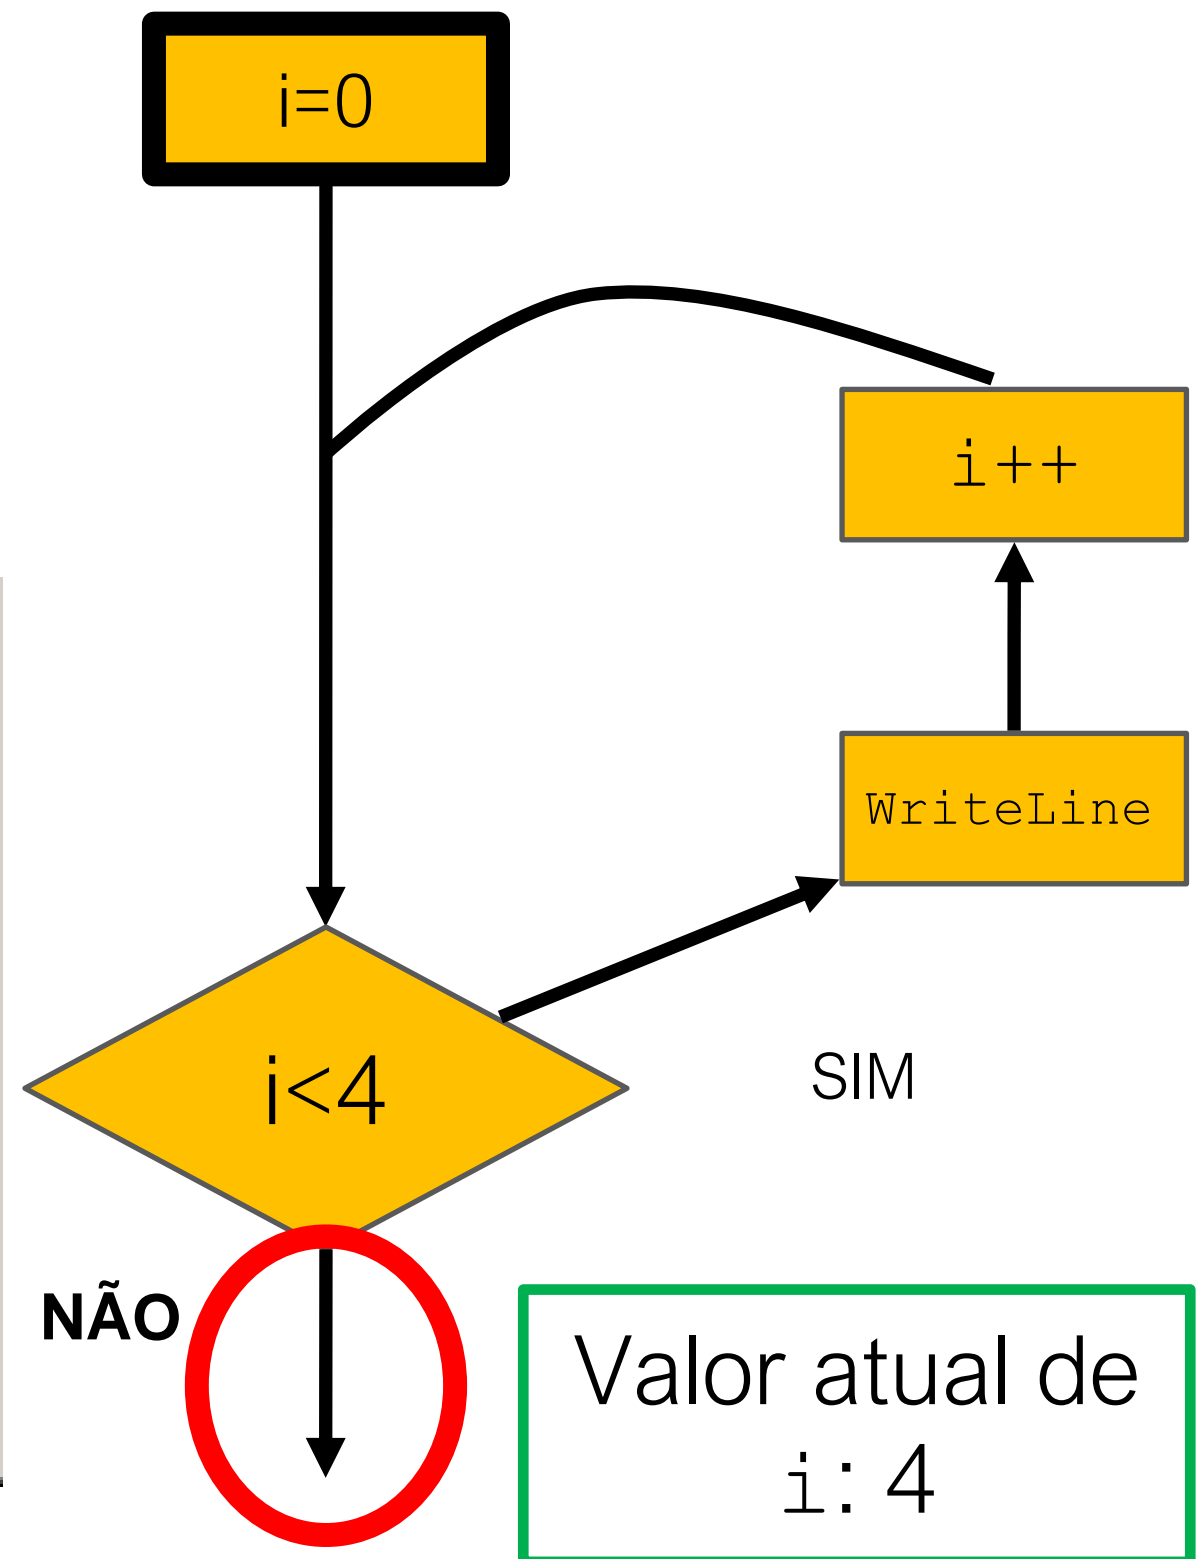 i=0
i++
WriteLine
i<4
SIM
NÃO
Valor atual de
i: 4